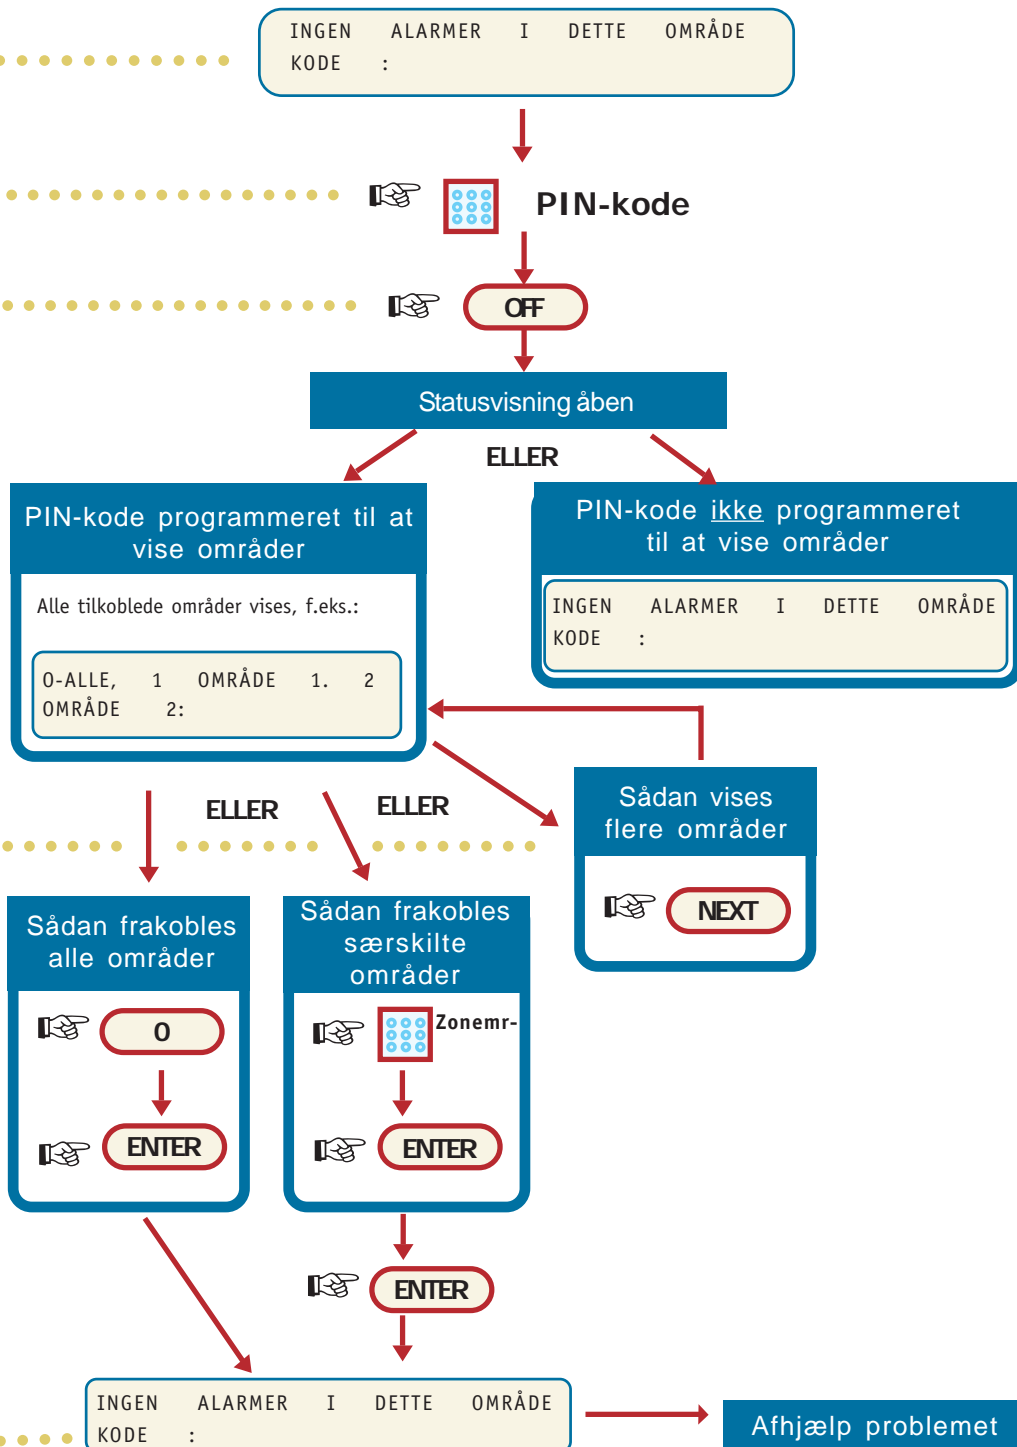 INGEN ALARMER I DETTE OMRÅDE
KODE :
PIN-kode
OFF
Statusvisning åben
ELLER
PIN-kode programmeret til at
vise områder
Alle tilkoblede områder vises, f.eks.:
0-ALLE, 1 OMRÅDE 1. 2
OMRÅDE 2:
PIN-kode ikke programmeret
til at vise områder
INGEN ALARMER I DETTE OMRÅDE
KODE :
ELLER
ELLER
Sådan vises
flere områder
NEXT
Sådan frakobles
alle områder
0
ENTER
Sådan frakobles
særskilte
områder
Zonemr-
ENTER
ENTER
INGEN ALARMER I DETTE OMRÅDE
KODE :
Afhjælp problemet